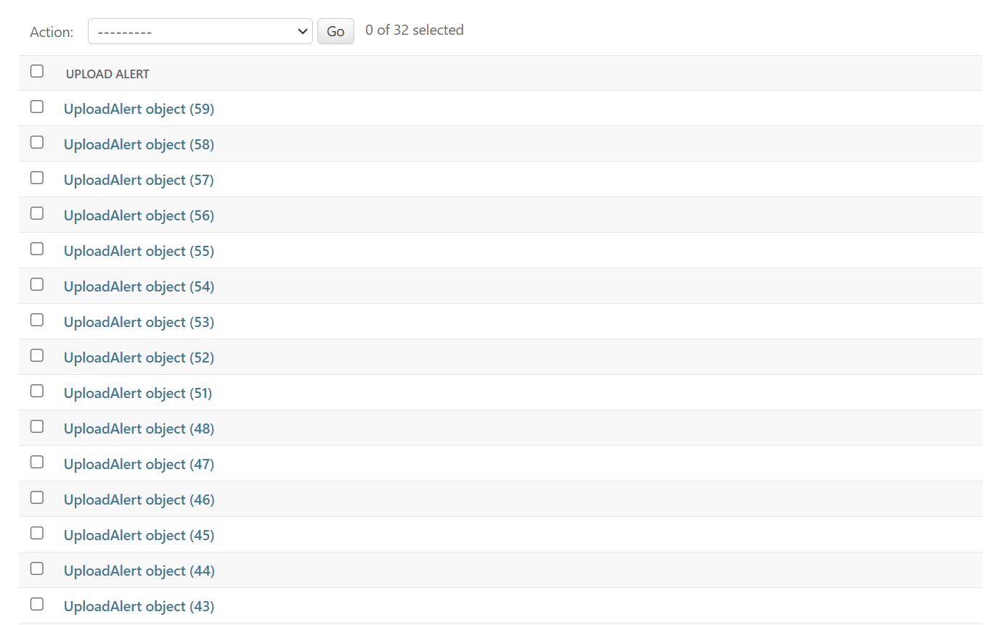 Action: --------- Go 0 of 32 selected
UPLOAD ALERT
UploadAlert object (59)
UploadAlert object (58)
UploadAlert object (57)
UploadAlert object (56)
UploadAlert object (55)
UploadAlert object (54)
UploadAlert object (53)
UploadAlert object (52)
UploadAlert object (51)
UploadAlert object (48)
UploadAlert object (47)
UploadAlert object (46)
UploadAlert object (45)
UploadAlert object (44)
UploadAlert object (43)